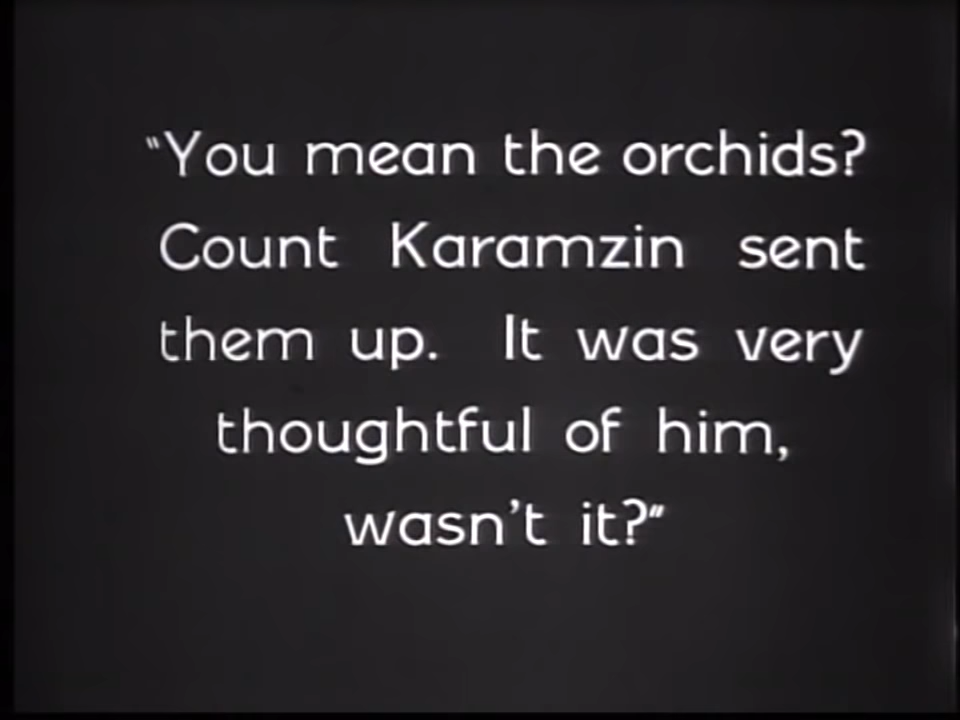 "You mean the orchids?
Count Karamzin sent
them up. It was very
thoughtful of him,
wasn't it?"